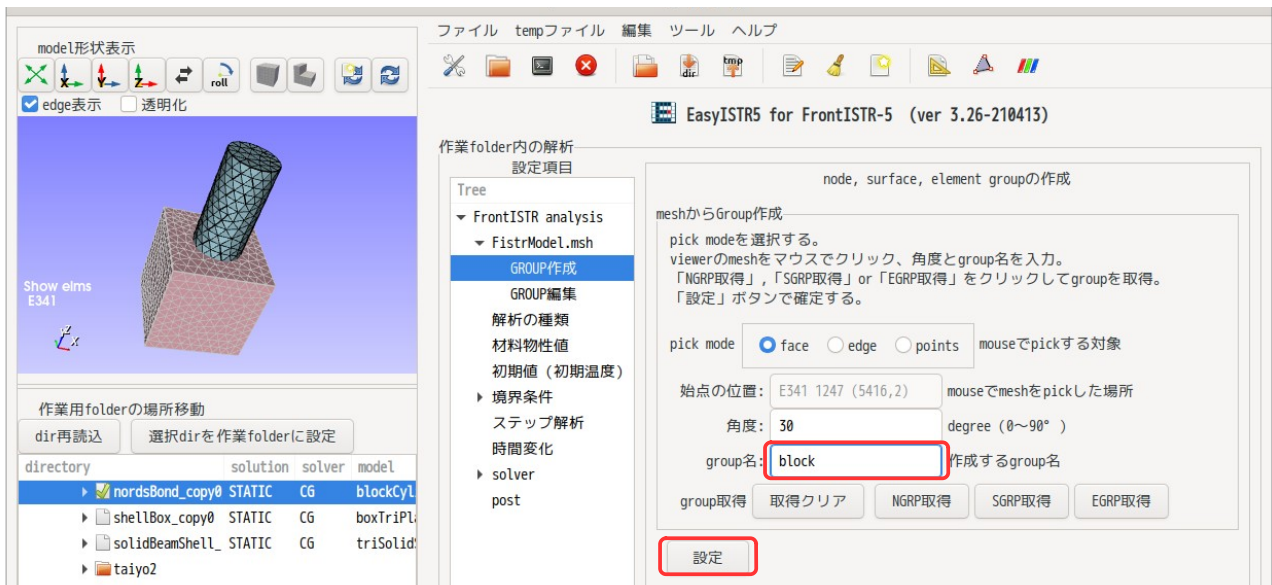 model形状表示
roll
edge表示 透明化
Show elms
E341
作業用folderの場所移動
dir再読込 選択dirを作業folderに設定
directory solution solver model
nordsBond_copy0 STATIC CG blockCyl
shellBox_copy0 STATIC CG boxTriPla
solidBeamShell_ STATIC CG triSolid
taiyo2
ファイル tempファイル 編集 ツール ヘルプ
dir tmp
EasyISTR5 for FrontISTR-5 (ver 3.26-210413)
作業folder内の解析
設定項目
Tree
FrontISTR analysis
FistrModel.msh
GROUP作成
GROUP編集
解析の種類
材料物性値
初期値 (初期温度)
境界条件
ステップ解析
時間変化
solver
post
node, surface, element groupの作成
meshからGroup作成
pick modeを選択する。
viewerのmeshをマウスでクリック、角度とgroup名を入力。
「NGRP取得」,「SGRP取得」or「EGRP取得」をクリックしてgroupを取得。
「設定」ボタンで確定する。
pick mode face edge points mouseでpickする対象
始点の位置: E341 1247 (5416,2) mouseでmeshをpickした場所
角度: 30 degree (0～90° )
group名: block 作成するgroup名
group取得 取得クリア NGRP取得 SGRP取得 EGRP取得
設定